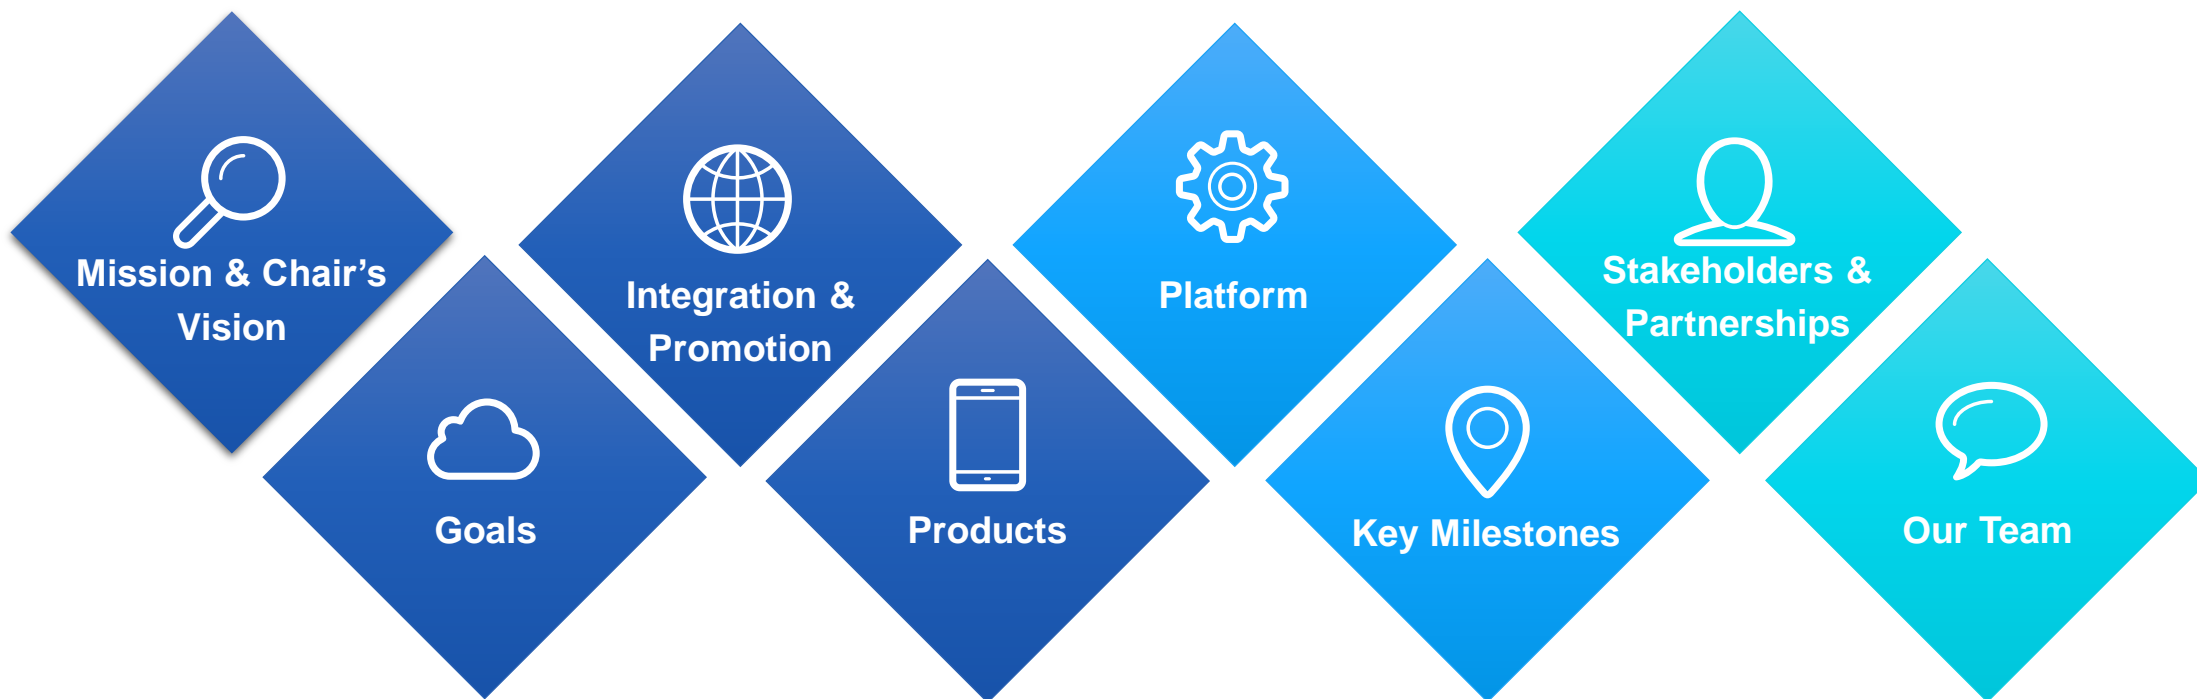 Mission & Chair’s
Vision
Goals
Integration &
Promotion
Products
Platform
Key Milestones
Stakeholders &
Partnerships
Our Team